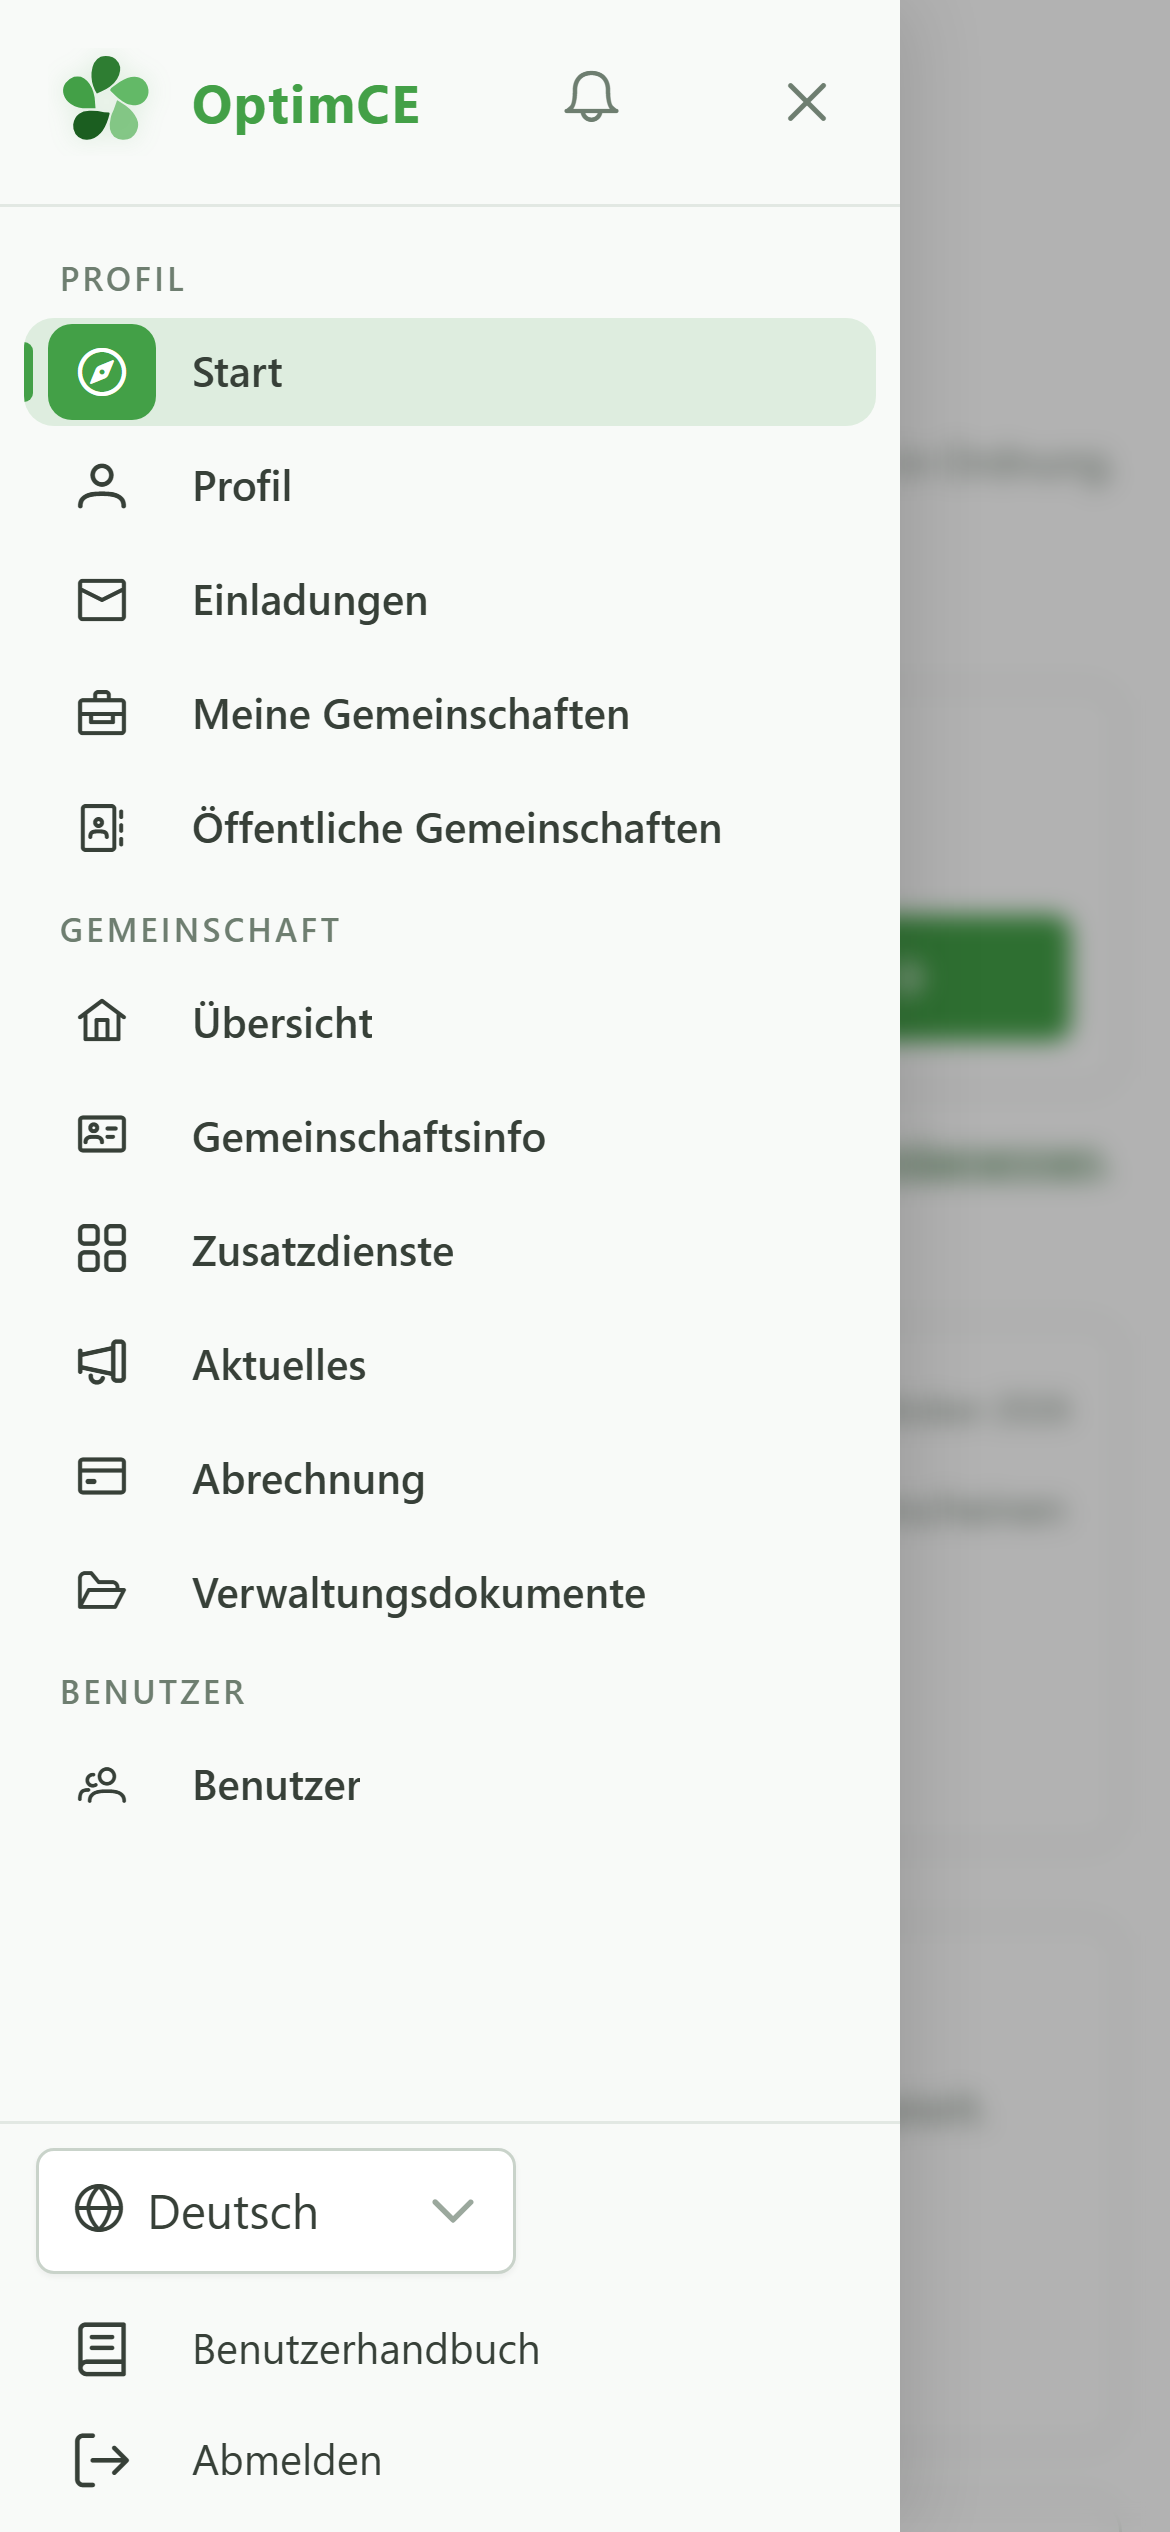 OptimCE
PROFIL
Start
Profil
Einladungen
Meine Gemeinschaften
Öffentliche Gemeinschaften
GEMEINSCHAFT
Übersicht
Gemeinschaftsinfo
Zusatzdienste
Aktuelles
Abrechnung
Verwaltungsdokumente
BENUTZER
Benutzer
Deutsch
Benutzerhandbuch
Abmelden